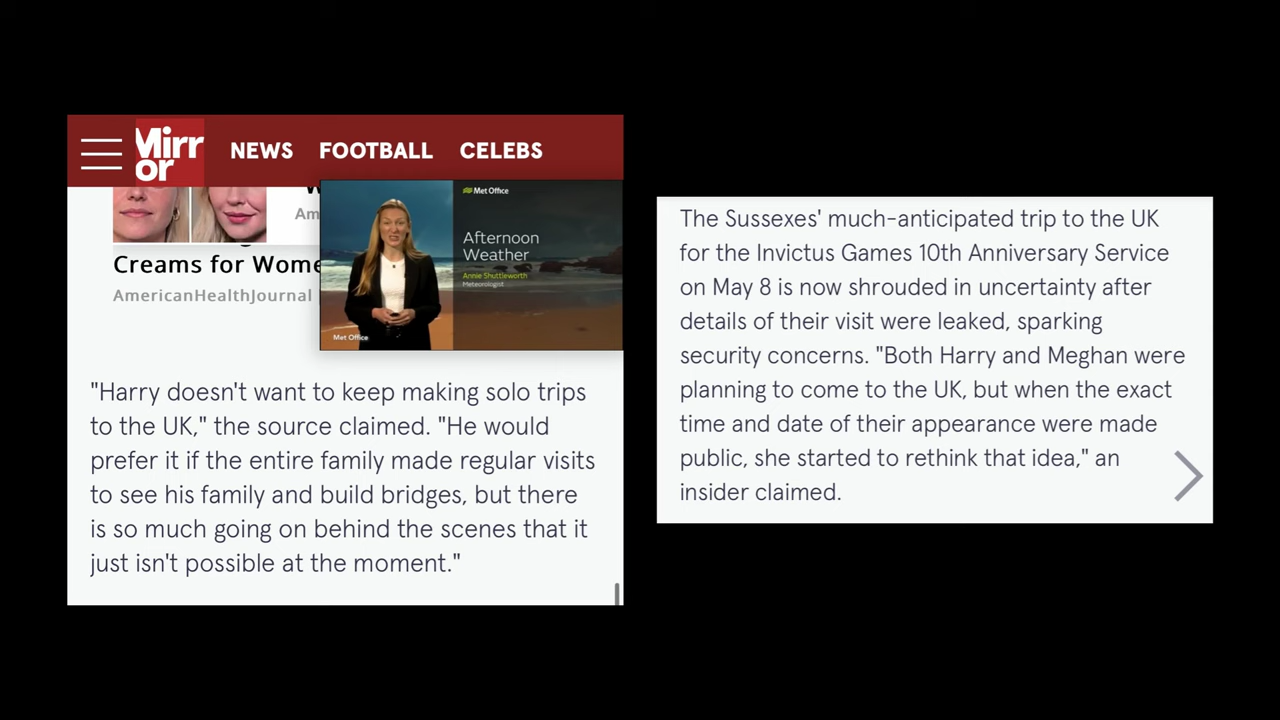 Mirr
or
NEWS
FOOTBALL
CELEBS
Am
Creams for Wome
AmericanHealthJournal
Met Office
Afternoon
Weather
Annie Shuttleworth
Meteorologist
Met Office
"Harry doesn't want to keep making solo trips
to the UK," the source claimed. "He would
prefer it if the entire family made regular visits
to see his family and build bridges, but there
is so much going on behind the scenes that it
just isn't possible at the moment."
The Sussexes' much-anticipated trip to the UK
for the Invictus Games 10th Anniversary Service
on May 8 is now shrouded in uncertainty after
details of their visit were leaked, sparking
security concerns. "Both Harry and Meghan were
planning to come to the UK, but when the exact
time and date of their appearance were made
public, she started to rethink that idea," an
insider claimed.